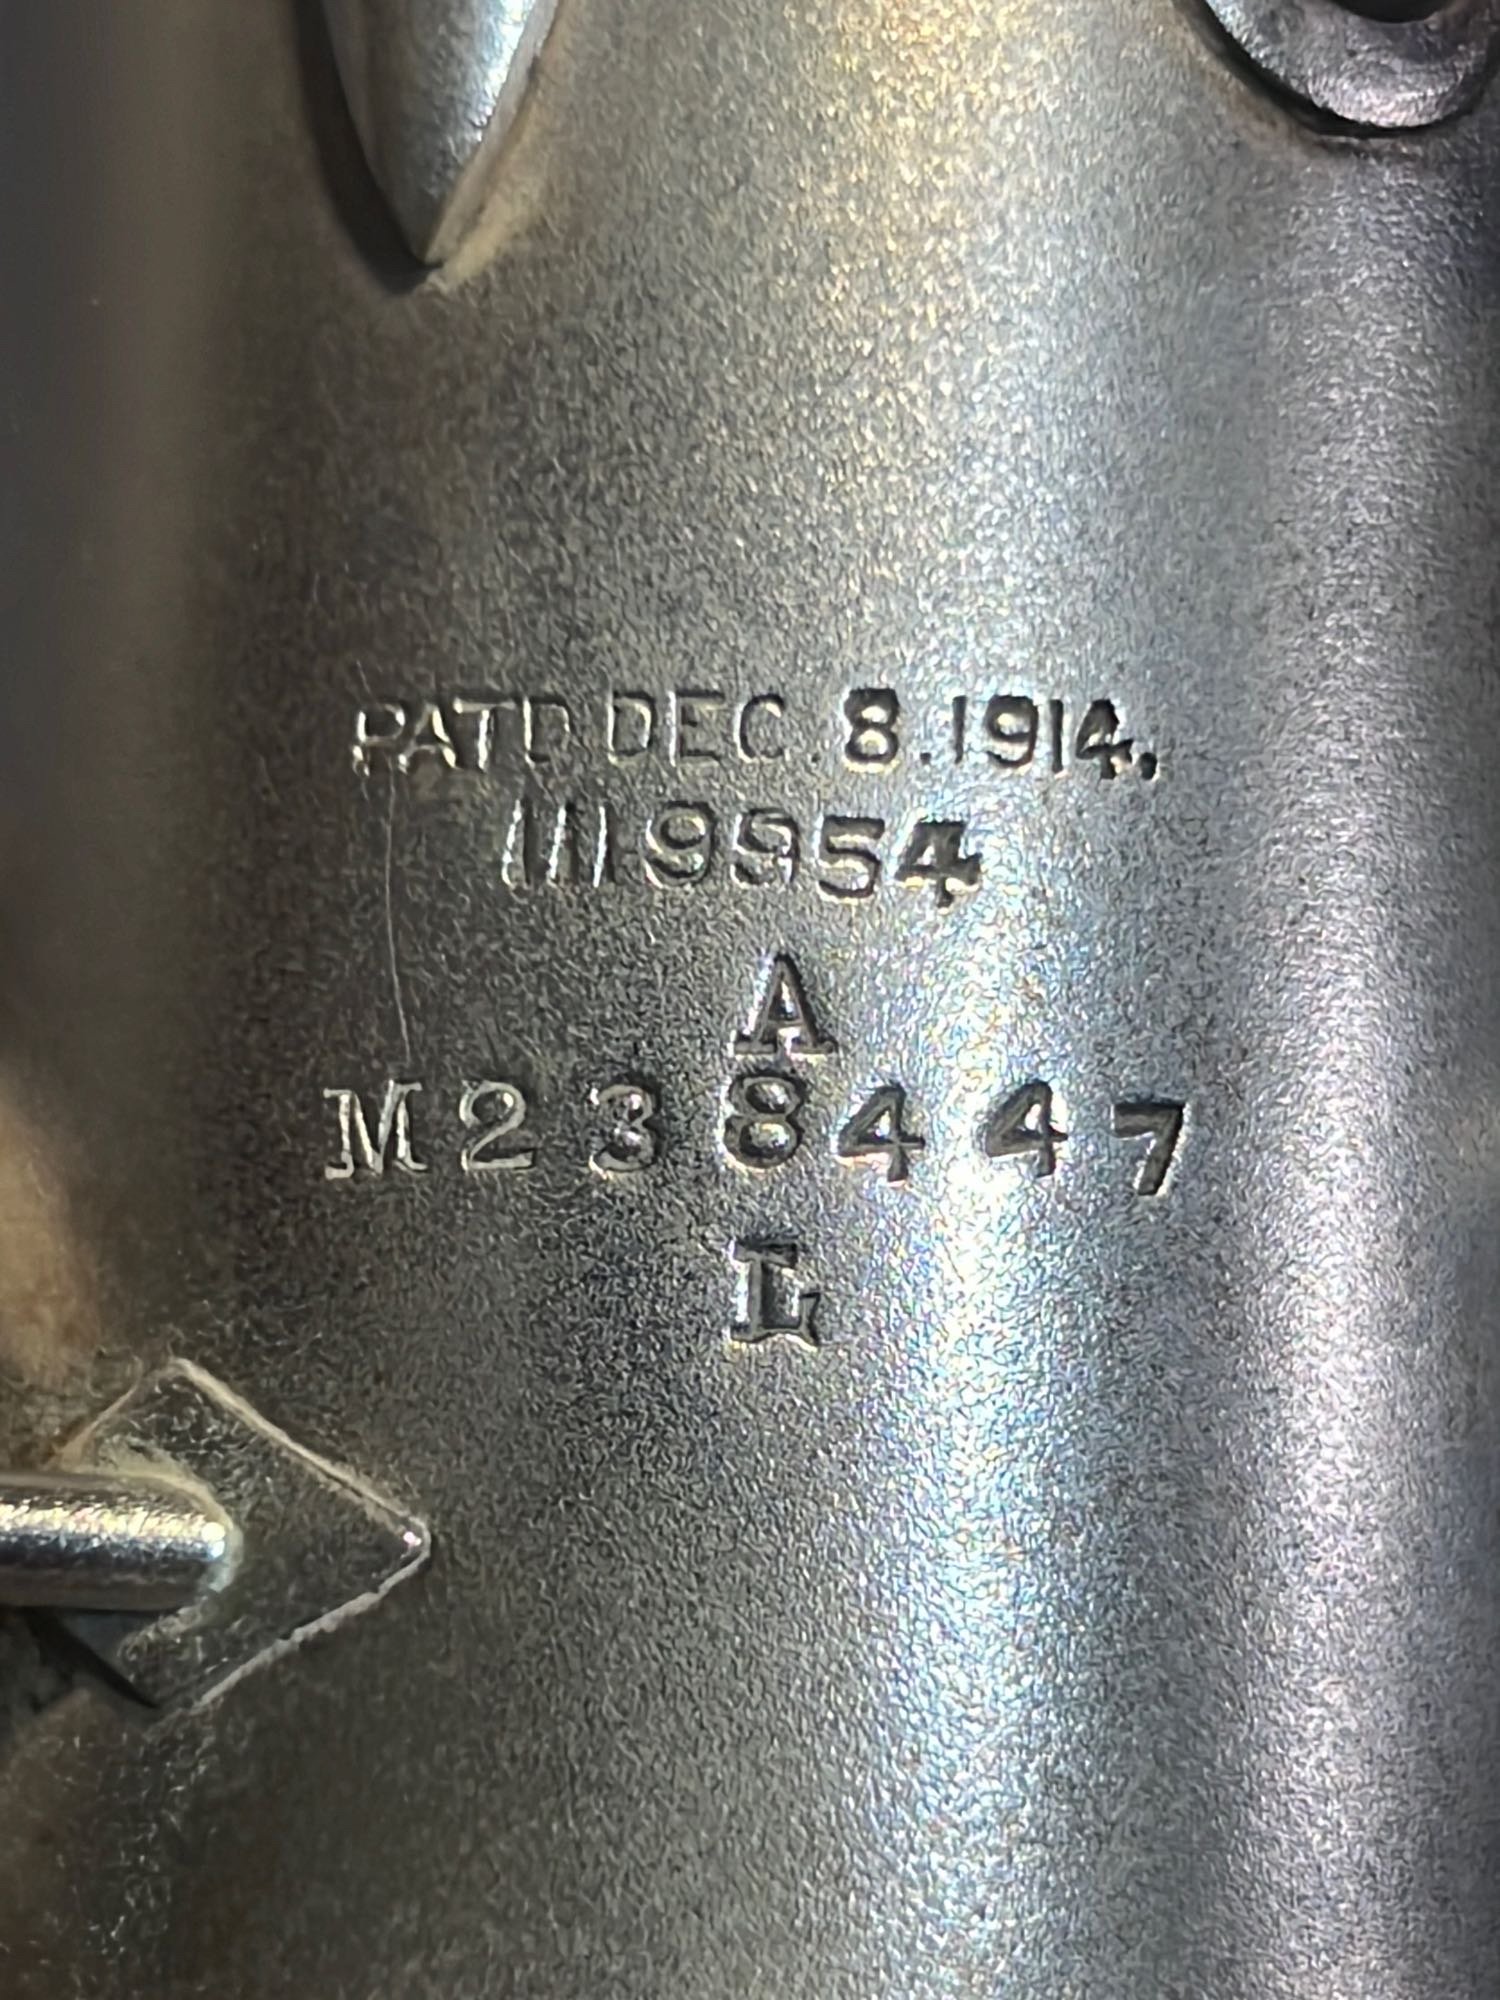 PAT'D DEC. 8.1914.
1119954
A
M238447
L